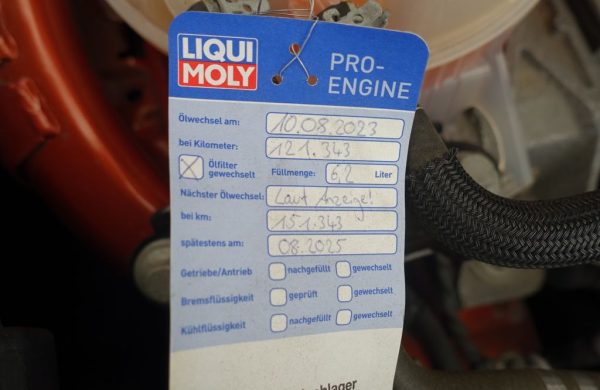 LIQUI
MOLY
PRO-
ENGINE
Ölwechsel am: 10.08.2023
bei Kilometer: 121.343
Ölfilter
gewechselt
Füllmenge: 6,2 Liter
Nächster Ölwechsel: Laut Anzeige!
bei km: 151.343
spätestens am: 08.2025
Getriebe/Antrieb nachgefüllt gewechselt
Bremsflüssigkeit geprüft gewechselt
Kühlflüssigkeit nachgefüllt gewechselt